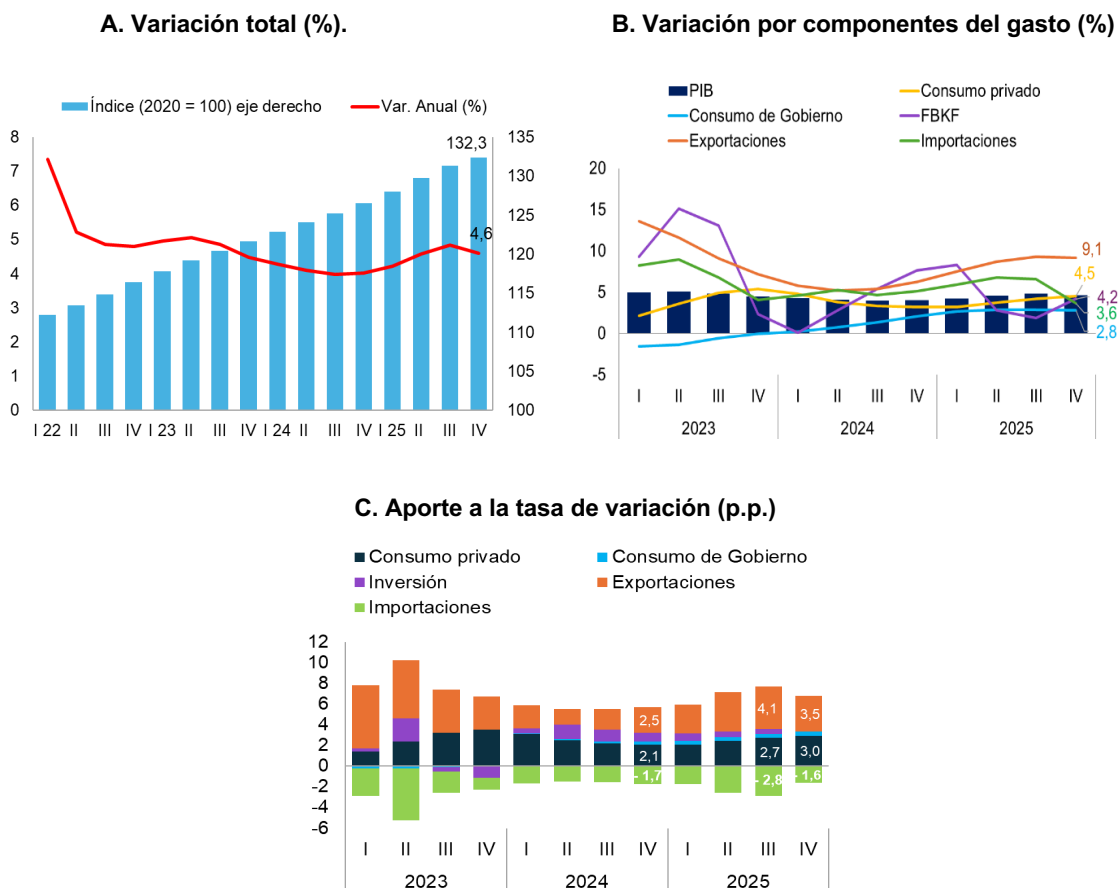 A. Variación total (%).
Índice (2020 = 100) eje derecho
Var. Anual (%)
8
7
6
5
4
3
2
1
0
135
130
125
120
115
110
105
100
132,3
4,6
I 22 II III IV I 23 II III IV I 24 II III IV I 25 II III IV
B. Variación por componentes del gasto (%)
PIB
Consumo privado
Consumo de Gobierno
FBKF
Exportaciones
Importaciones
20
15
10
5
0
-5
9,1
4,5
4,2
3,6
2,8
I II III IV I II III IV I II III IV
2023 2024 2025
C. Aporte a la tasa de variación (p.p.)
Consumo privado
Consumo de Gobierno
Inversión
Exportaciones
Importaciones
12
10
8
6
4
2
0
-2
-4
-6
2,5
2,1
- 1,7
4,1
2,7
- 2,8
3,5
3,0
- 1,6
I II III IV I II III IV I II III IV
2023 2024 2025